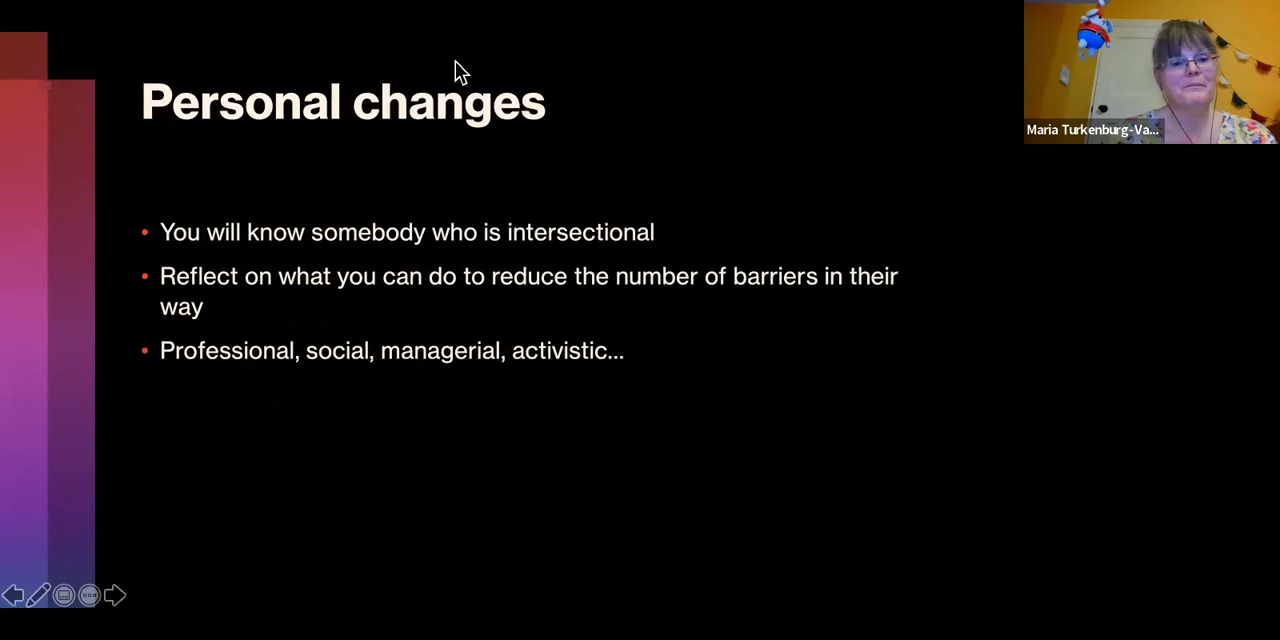 Personal changes
Maria Turkenburg-Va...
• You will know somebody who is intersectional
• Reflect on what you can do to reduce the number of barriers in their
way
• Professional, social, managerial, activistic...